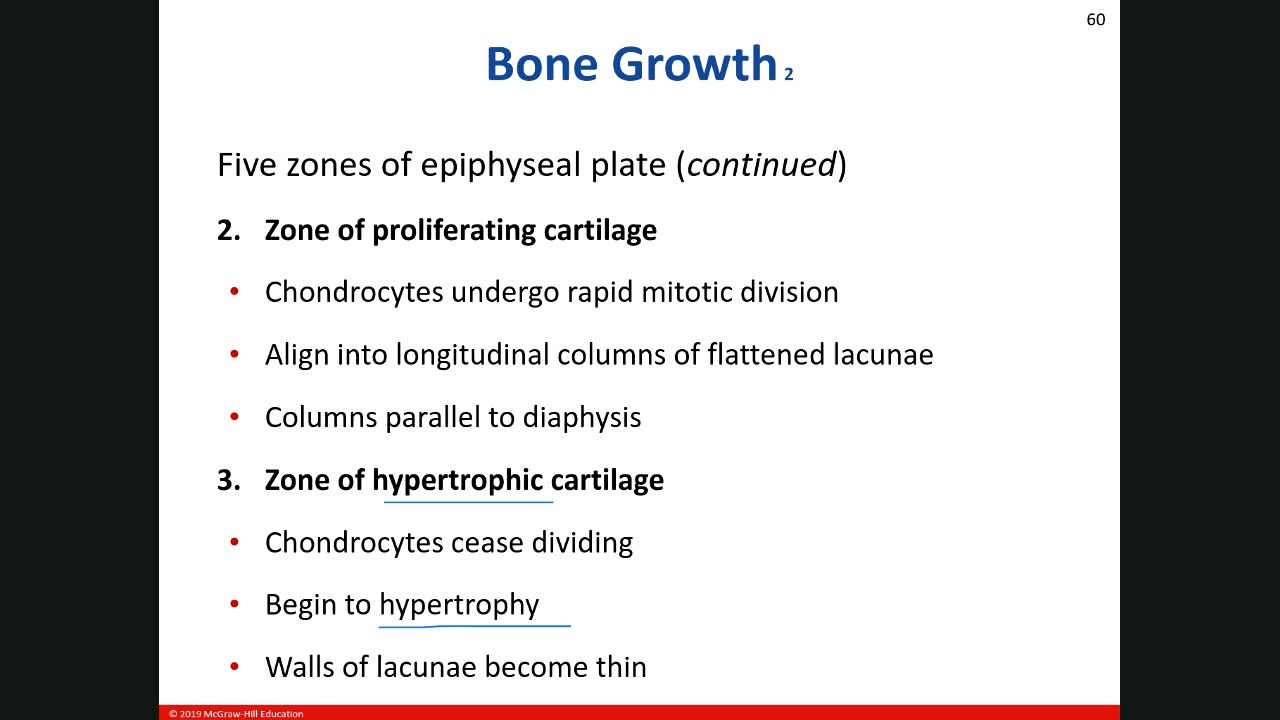 60
Bone Growth 2
Five zones of epiphyseal plate (continued)
2. Zone of proliferating cartilage
• Chondrocytes undergo rapid mitotic division
• Align into longitudinal columns of flattened lacunae
• Columns parallel to diaphysis
3. Zone of hypertrophic cartilage
• Chondrocytes cease dividing
• Begin to hypertrophy
• Walls of lacunae become thin
© 2019 McGraw-Hill Education